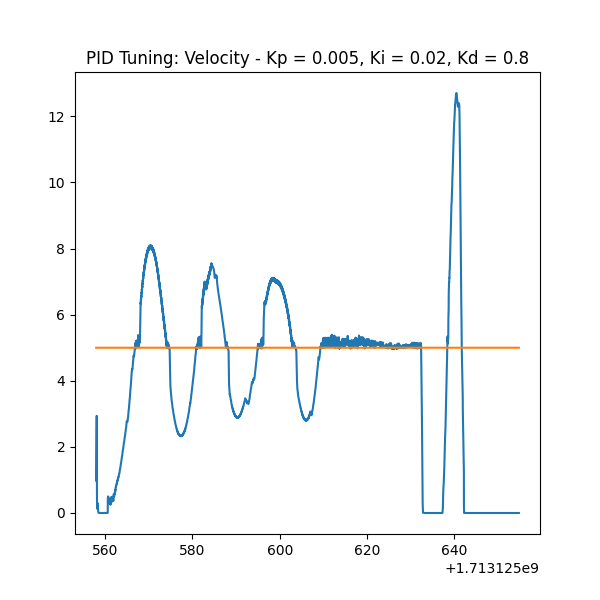 PID Tuning: Velocity - Kp = 0.005, Ki = 0.02, Kd = 0.8
12
10
8
6
4
2
0
560 580 600 620 640
+1.713125e9